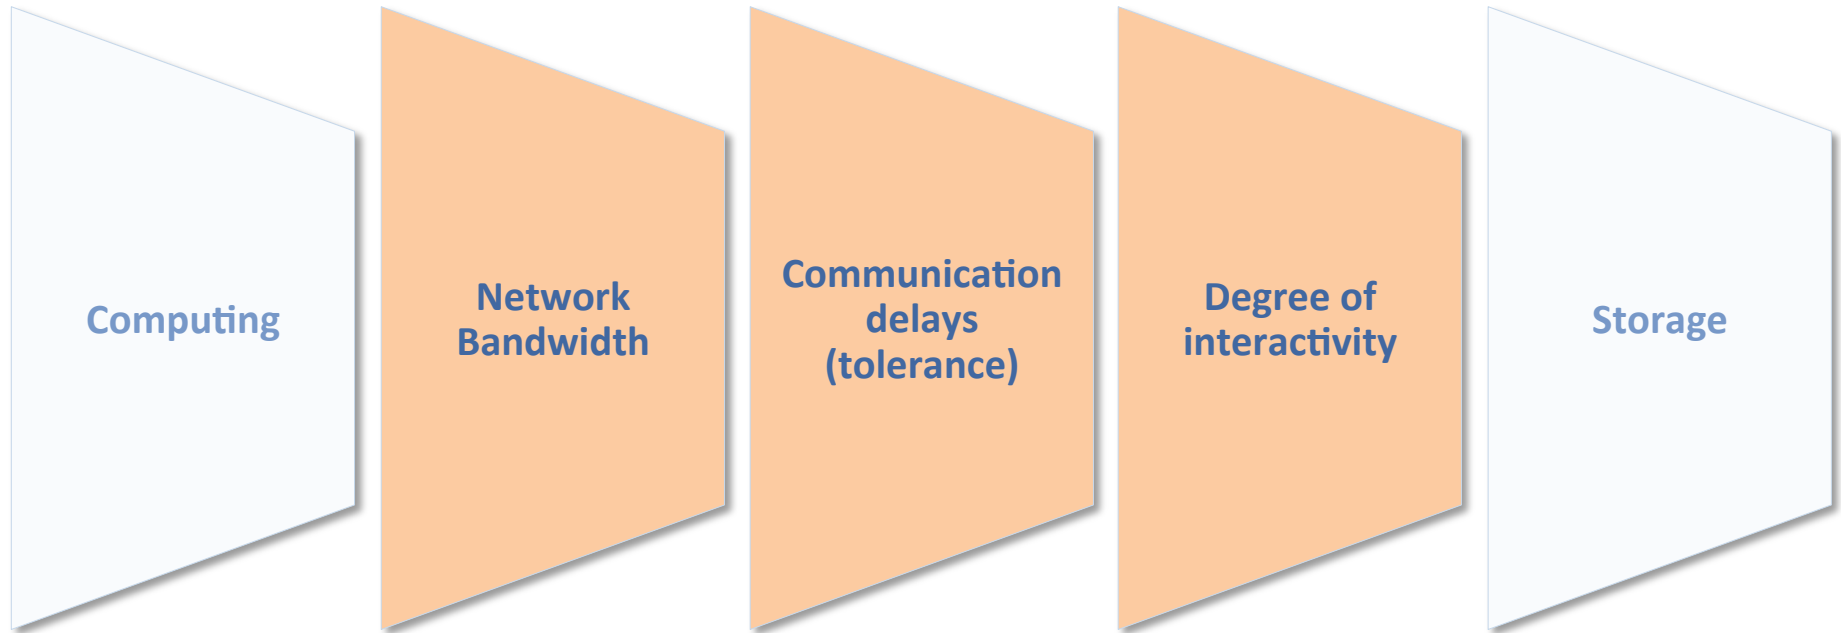 Computing
Network
Bandwidth
Communication
delays
(tolerance)
Degree of
interactivity
Storage